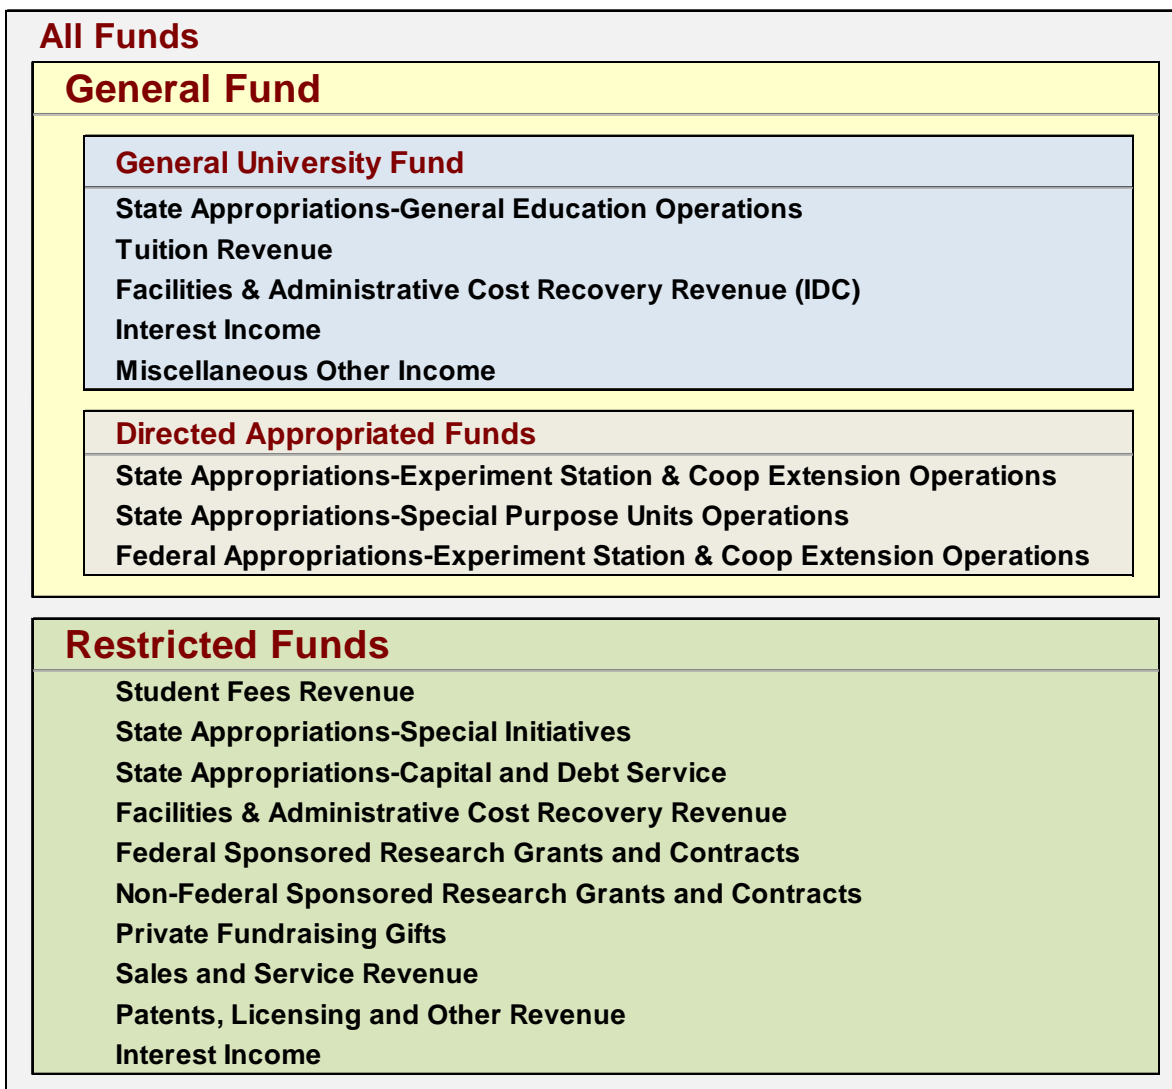 All Funds
General Fund
General University Fund
State Appropriations-General Education Operations
Tuition Revenue
Facilities & Administrative Cost Recovery Revenue (IDC)
Interest Income
Miscellaneous Other Income
Directed Appropriated Funds
State Appropriations-Experiment Station & Coop Extension Operations
State Appropriations-Special Purpose Units Operations
Federal Appropriations-Experiment Station & Coop Extension Operations
Restricted Funds
Student Fees Revenue
State Appropriations-Special Initiatives
State Appropriations-Capital and Debt Service
Facilities & Administrative Cost Recovery Revenue
Federal Sponsored Research Grants and Contracts
Non-Federal Sponsored Research Grants and Contracts
Private Fundraising Gifts
Sales and Service Revenue
Patents, Licensing and Other Revenue
Interest Income